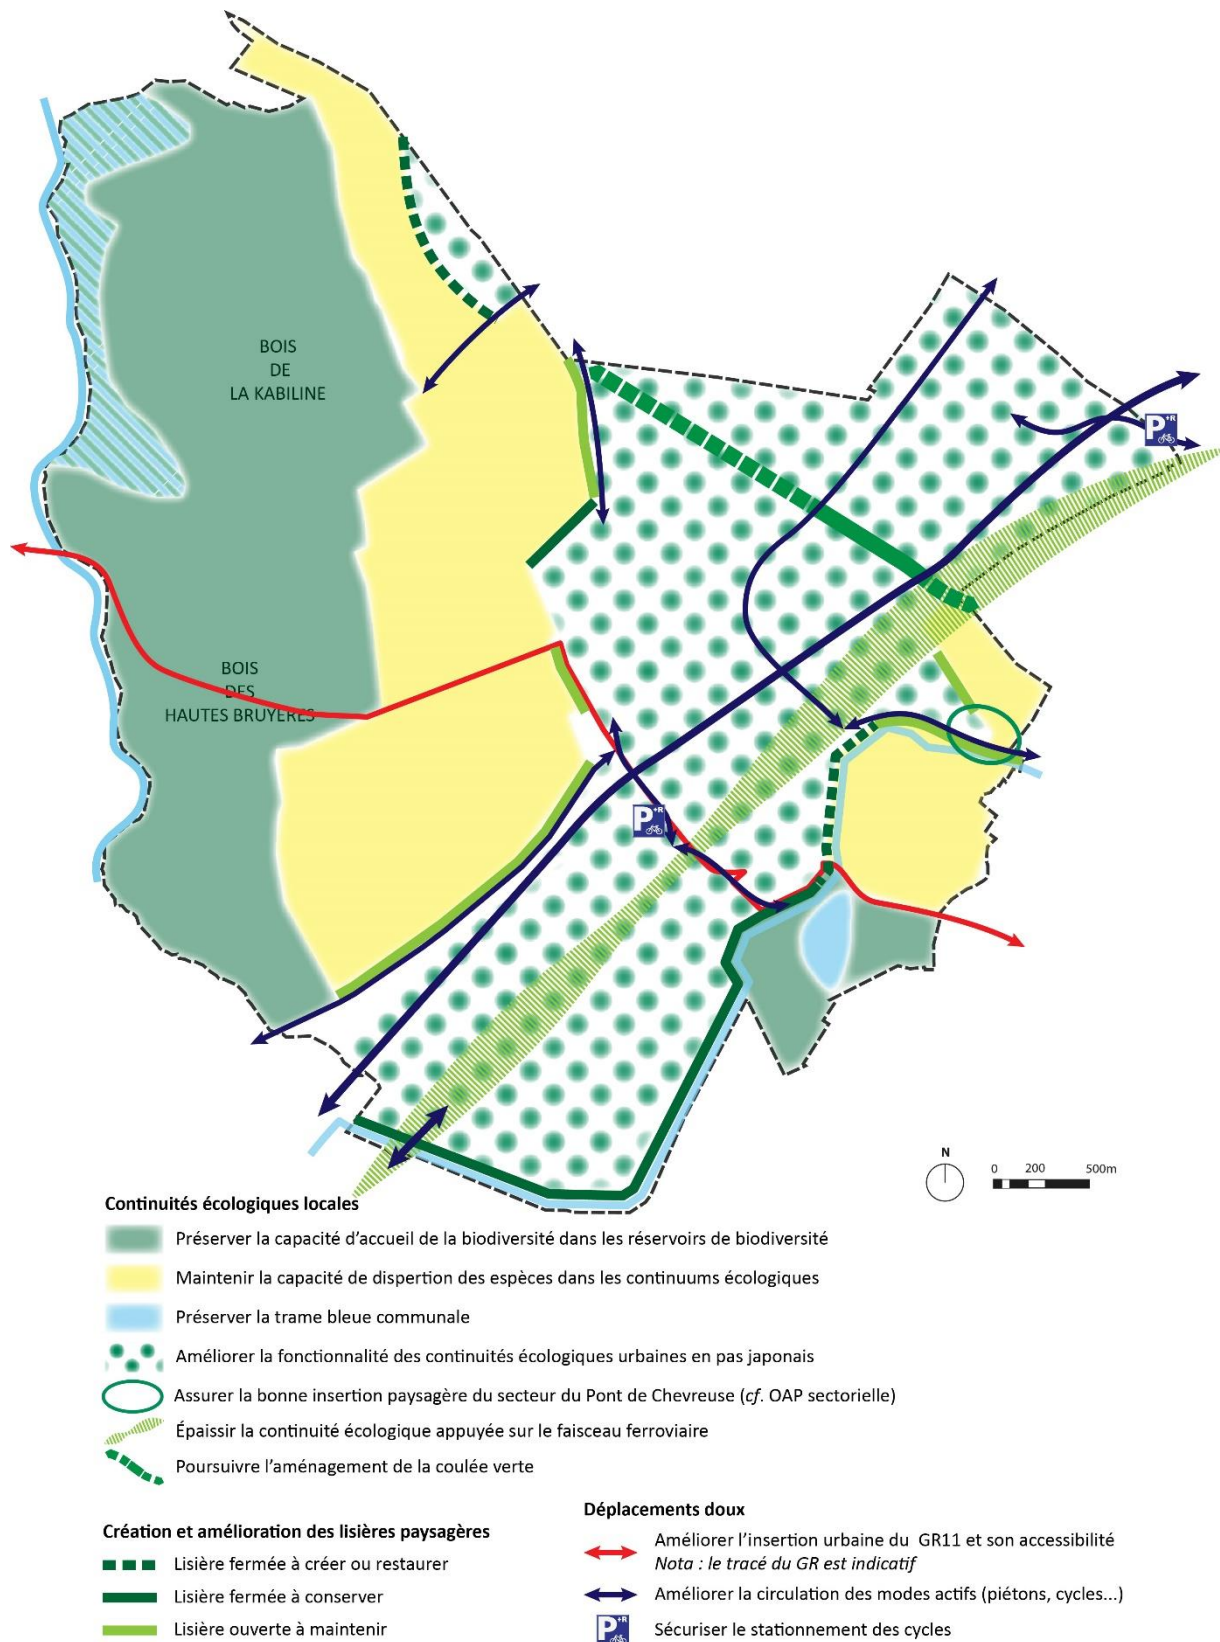 BOIS
DE
LA KABILINE
P+R
BOIS
DES
HAUTES BRUYÈRES
P+R
N
0 200 500m
Continuités écologiques locales
Préserver la capacité d'accueil de la biodiversité dans les réservoirs de biodiversité
Maintenir la capacité de dispertion des espèces dans les continuums écologiques
Préserver la trame bleue communale
Améliorer la fonctionnalité des continuités écologiques urbaines en pas japonais
Assurer la bonne insertion paysagère du secteur du Pont de Chevreuse (cf. OAP sectorielle)
Épaissir la continuité écologique appuyée sur le faisceau ferroviaire
Poursuivre l'aménagement de la coulée verte
Création et amélioration des lisières paysagères
Lisière fermée à créer ou restaurer
Lisière fermée à conserver
Lisière ouverte à maintenir
Déplacements doux
Améliorer l'insertion urbaine du GR11 et son accessibilité
Nota : le tracé du GR est indicatif
Améliorer la circulation des modes actifs (piétons, cycles...)
P+R
Sécuriser le stationnement des cycles